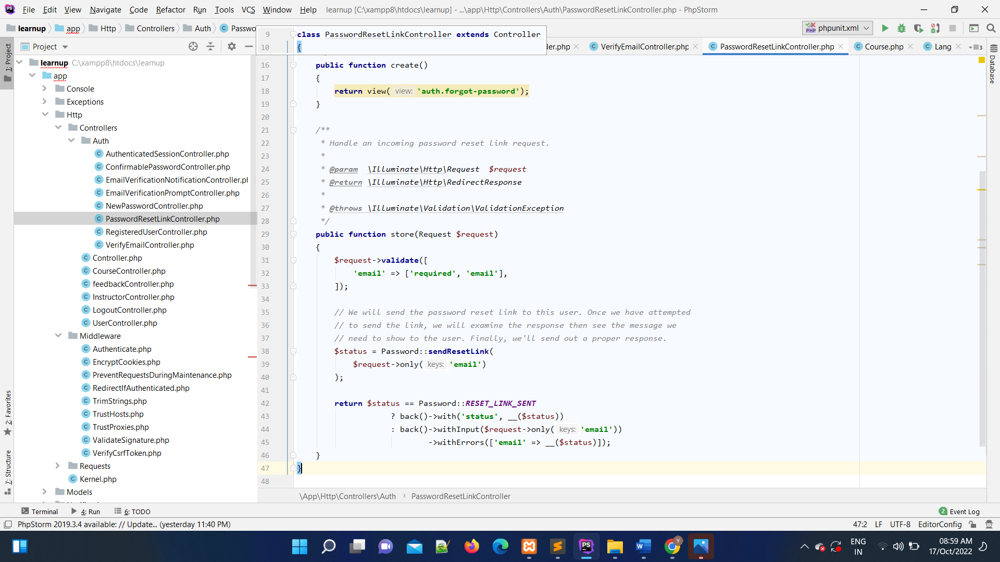 File Edit View Navigate Code Refactor Run Tools VCS Window Help learnup [C:\xampp8\htdocs\learnup] - ...\app\Http\Controllers\Auth\PasswordResetLinkController.php - PhpStorm
learnup app Http Controllers Auth Passwo
phpunit.xml
Project
VerifyEmailController.php PasswordResetLinkController.php Course.php Lang 3
1: Project
2: Favorites
7: Structure
Database
learnup C:\xampp8\htdocs\learnup
app
Console
Exceptions
Http
Controllers
Auth
AuthenticatedSessionController.php
ConfirmablePasswordController.php
EmailVerificationNotificationController.pl
EmailVerificationPromptController.php
NewPasswordController.php
PasswordResetLinkController.php
RegisteredUserController.php
VerifyEmailController.php
Controller.php
CourseController.php
feedbackController.php
InstructorController.php
LogoutController.php
UserController.php
Middleware
Authenticate.php
EncryptCookies.php
PreventRequestsDuringMaintenance.php
RedirectIfAuthenticated.php
TrimStrings.php
TrustHosts.php
TrustProxies.php
ValidateSignature.php
VerifyCsrfToken.php
Requests
Kernel.php
Models
9 class PasswordResetLinkController extends Controller
10 {
16 public function create()
17 {
18 return view( view: 'auth.forgot-password');
19 }
20
21 /**
22 * Handle an incoming password reset link request.
23 *
24 * @param \Illuminate\Http\Request $request
25 * @return \Illuminate\Http\RedirectResponse
26 *
27 * @throws \Illuminate\Validation\ValidationException
28 */
29 public function store(Request $request)
30 {
31 $request->validate([
32 'email' => ['required', 'email'],
33 ]);
34
35 // We will send the password reset link to this user. Once we have attempted
36 // to send the link, we will examine the response then see the message we
37 // need to show to the user. Finally, we'll send out a proper response.
38 $status = Password::sendResetLink(
39 $request->only( keys: 'email')
40 );
41
42 return $status == Password::RESET_LINK_SENT
43 ? back()->with('status', __($status))
44 : back()->withInput($request->only( keys: 'email'))
45 ->withErrors(['email' => __($status)]);
46 }
47 }
48
\App\Http\Controllers\Auth › PasswordResetLinkController
Terminal 4: Run 6: TODO 2 Event Log
PhpStorm 2019.3.4 available: // Update... (yesterday 11:40 PM) 47:2 LF UTF-8 EditorConfig
ENG
IN
08:59 AM
17/Oct/2022